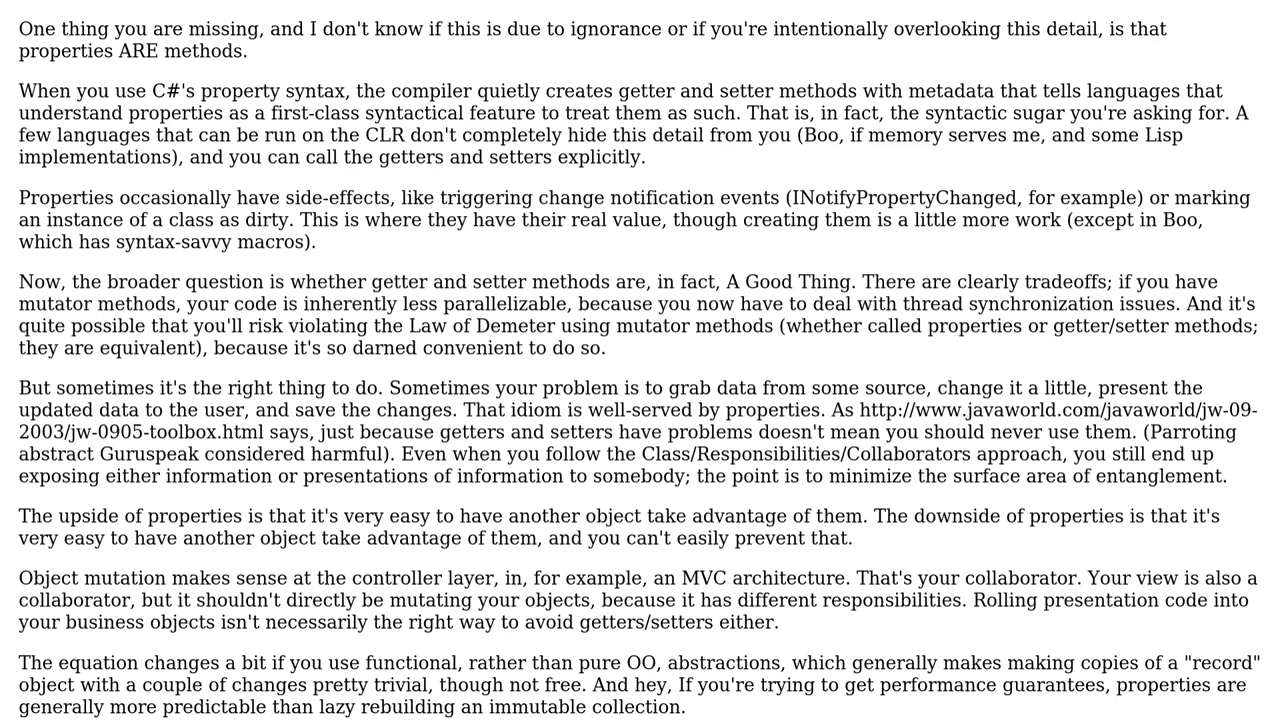 One thing you are missing, and I don't know if this is due to ignorance or if you're intentionally overlooking this detail, is that
properties ARE methods.
When you use C#'s property syntax, the compiler quietly creates getter and setter methods with metadata that tells languages that
understand properties as a first-class syntactical feature to treat them as such. That is, in fact, the syntactic sugar you're asking for. A
few languages that can be run on the CLR don't completely hide this detail from you (Boo, if memory serves me, and some Lisp
implementations), and you can call the getters and setters explicitly.
Properties occasionally have side-effects, like triggering change notification events (INotifyPropertyChanged, for example) or marking
an instance of a class as dirty. This is where they have their real value, though creating them is a little more work (except in Boo,
which has syntax-savvy macros).
Now, the broader question is whether getter and setter methods are, in fact, A Good Thing. There are clearly tradeoffs; if you have
mutator methods, your code is inherently less parallelizable, because you now have to deal with thread synchronization issues. And it's
quite possible that you'll risk violating the Law of Demeter using mutator methods (whether called properties or getter/setter methods;
they are equivalent), because it's so darned convenient to do so.
But sometimes it's the right thing to do. Sometimes your problem is to grab data from some source, change it a little, present the
updated data to the user, and save the changes. That idiom is well-served by properties. As http://www.javaworld.com/javaworld/jw-09-
2003/jw-0905-toolbox.html says, just because getters and setters have problems doesn't mean you should never use them. (Parroting
abstract Guruspeak considered harmful). Even when you follow the Class/Responsibilities/Collaborators approach, you still end up
exposing either information or presentations of information to somebody; the point is to minimize the surface area of entanglement.
The upside of properties is that it's very easy to have another object take advantage of them. The downside of properties is that it's
very easy to have another object take advantage of them, and you can't easily prevent that.
Object mutation makes sense at the controller layer, in, for example, an MVC architecture. That's your collaborator. Your view is also a
collaborator, but it shouldn't directly be mutating your objects, because it has different responsibilities. Rolling presentation code into
your business objects isn't necessarily the right way to avoid getters/setters either.
The equation changes a bit if you use functional, rather than pure OO, abstractions, which generally makes making copies of a "record"
object with a couple of changes pretty trivial, though not free. And hey, If you're trying to get performance guarantees, properties are
generally more predictable than lazy rebuilding an immutable collection.